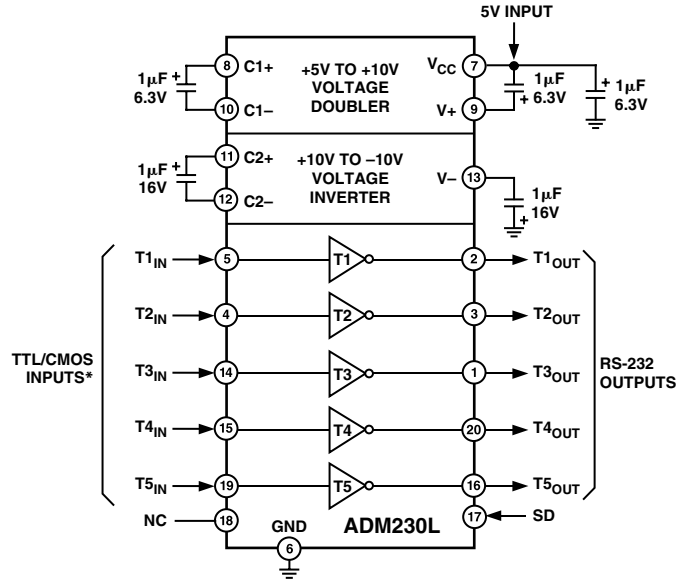 5V INPUT
1µF
6.3V
+
8
C1+
10
C1–
+5V TO +10V
VOLTAGE
DOUBLER
VCC
7
V+
9
1µF
+ 6.3V
+
1µF
6.3V
1µF
16V
+
11
C2+
12
C2–
+10V TO –10V
VOLTAGE
INVERTER
V–
13
1µF
+ 16V
TTL/CMOS
INPUTS*
T1IN 5 T1 2 T1OUT
T2IN 4 T2 3 T2OUT
T3IN 14 T3 1 T3OUT
T4IN 15 T4 20 T4OUT
T5IN 19 T5 16 T5OUT
RS-232
OUTPUTS
NC 18
GND
6
ADM230L
17 SD